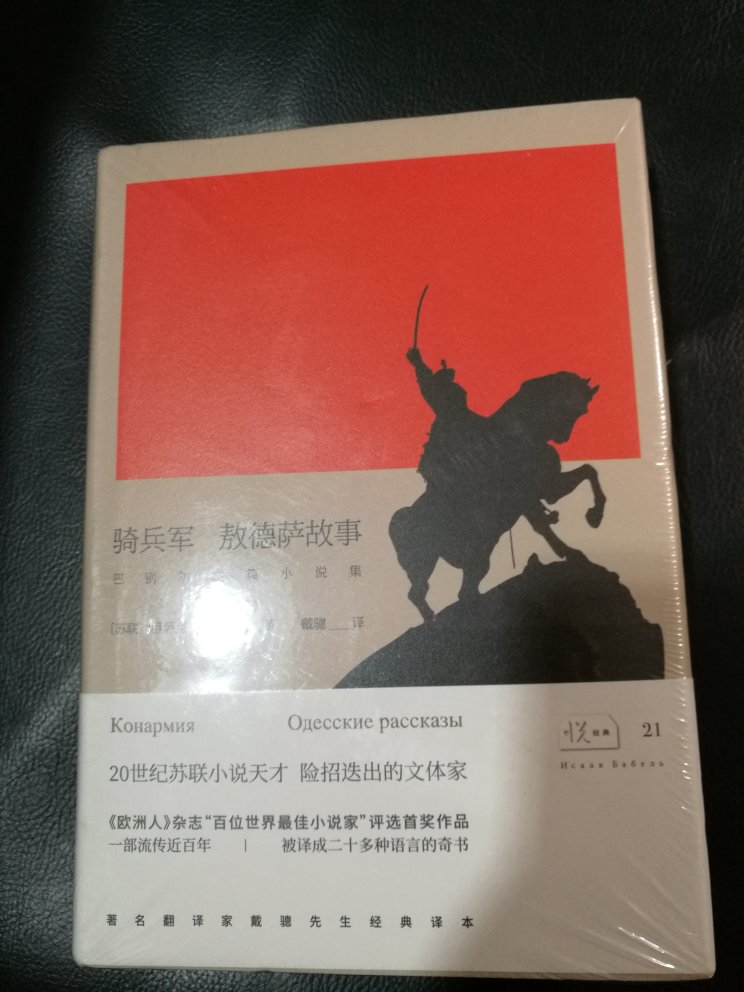 骑兵军 敖德萨故事
巴别 篇小说集
[苏联] 戴骢 译
Конармия Одесские рассказы
悦 经典 21
Исаак Бабель
20世纪苏联小说天才 险招迭出的文体家
《欧洲人》杂志“百位世界最佳小说家”评选首奖作品
一部流传近百年 | 被译成二十多种语言的奇书
著名翻译家戴骢先生经典译本